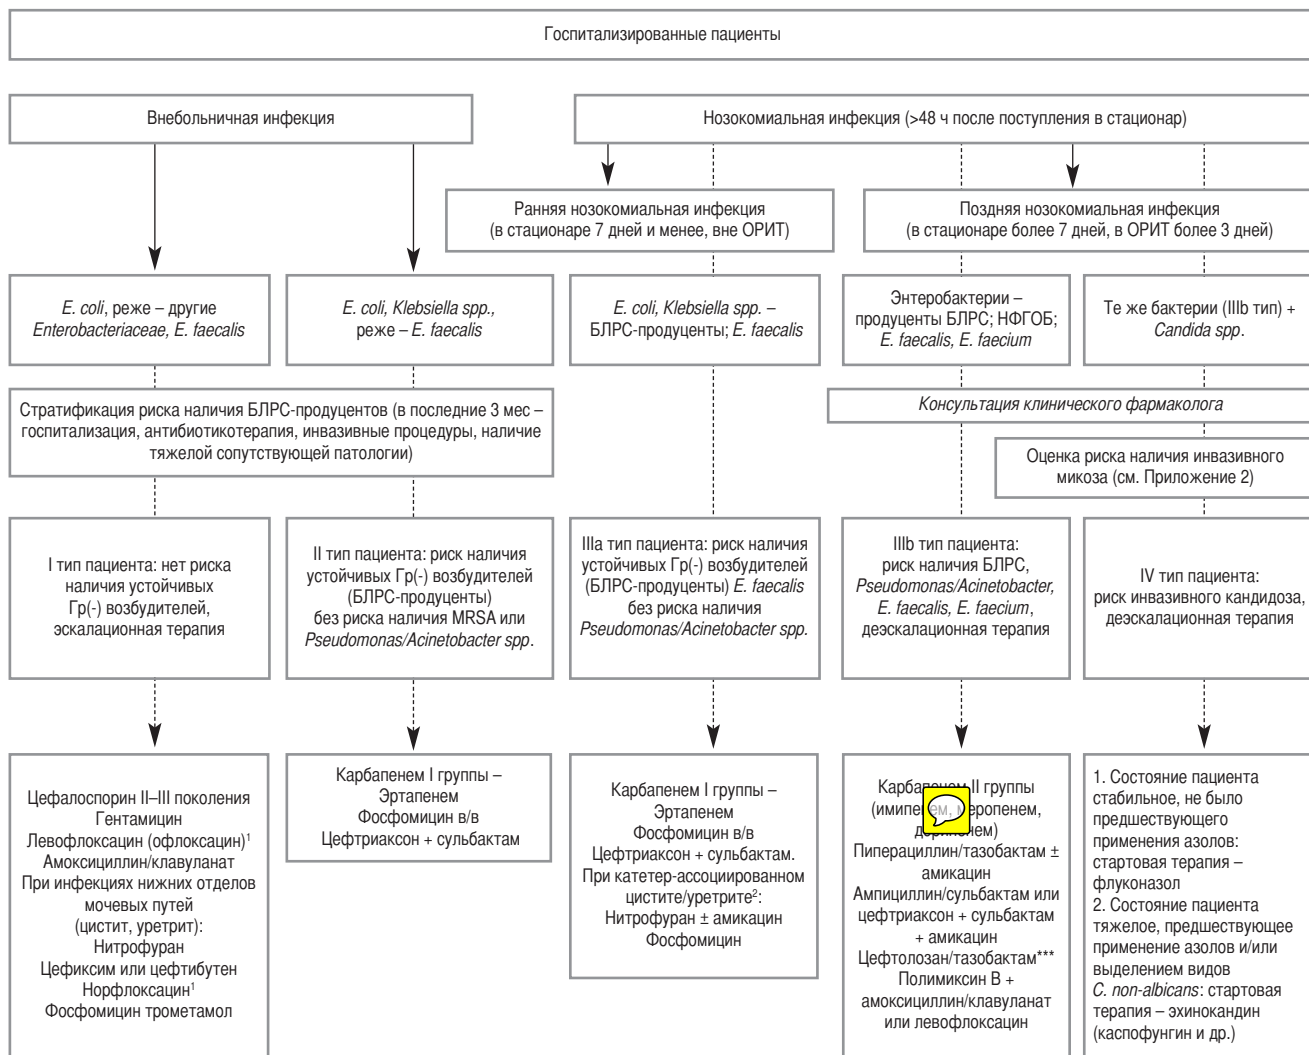 Госпитализированные пациенты
Внебольничная инфекция
Нозокомиальная инфекция (>48 ч после поступления в стационар)
Ранняя нозокомиальная инфекция
(в стационаре 7 дней и менее, вне ОРИТ)
Поздняя нозокомиальная инфекция
(в стационаре более 7 дней, в ОРИТ более 3 дней)
E. coli, реже – другие
Enterobacteriaceae, E. faecalis
E. coli, Klebsiella spp.,
реже – E. faecalis
E. coli, Klebsiella spp. –
БЛРС-продуценты; E. faecalis
Энтеробактерии –
продуценты БЛРС; НФГОБ;
E. faecalis, E. faecium
Те же бактерии (IIIb тип) +
Candida spp.
Стратификация риска наличия БЛРС-продуцентов (в последние 3 мес –
госпитализация, антибиотикотерапия, инвазивные процедуры, наличие
тяжелой сопутствующей патологии)
Консультация клинического фармаколога
Оценка риска наличия инвазивного
микоза (см. Приложение 2)
I тип пациента: нет риска
наличия устойчивых
Гр(-) возбудителей,
эскалационная терапия
II тип пациента: риск наличия
устойчивых Гр(-) возбудителей
(БЛРС-продуценты)
без риска наличия MRSA или
Pseudomonas/Acinetobacter spp.
IIIa тип пациента: риск наличия
устойчивых Гр(-) возбудителей
(БЛРС-продуценты) E. faecalis
без риска наличия
Pseudomonas/Acinetobacter spp.
IIIb тип пациента:
риск наличия БЛРС,
Pseudomonas/Acinetobacter,
E. faecalis, E. faecium,
деэскалационная терапия
IV тип пациента:
риск инвазивного кандидоза,
деэскалационная терапия
Цефалоспорин II–III поколения
Гентамицин
Левофлоксацин (офлоксацин)¹
Амоксициллин/клавуланат
При инфекциях нижних отделов
мочевых путей
(цистит, уретрит):
Нитрофуран
Цефиксим или цефтибутен
Норфлоксацин¹
Фосфомицин трометамол
Карбапенем I группы –
Эртапенем
Фосфомицин в/в
Цефтриаксон + сульбактам
Карбапенем I группы –
Эртапенем
Фосфомицин в/в
Цефтриаксон + сульбактам.
При катетер-ассоциированном
цистите/уретрите²:
Нитрофуран ± амикацин
Фосфомицин
Карбапенем II группы
(имипенем, меропенем,
дорипенем)
Пиперациллин/тазобактам ±
амикацин
Ампициллин/сульбактам или
цефтриаксон + сульбактам
+ амикацин
Цефтолозан/тазобактам***
Полимиксин В +
амоксициллин/клавуланат
или левофлоксацин
1. Состояние пациента
стабильное, не было
предшествующего
применения азолов:
стартовая терапия –
флуконазол
2. Состояние пациента
тяжелое, предшествующее
применение азолов и/или
выделением видов
C. non-albicans: стартовая
терапия – эхинокандин
(каспофунгин и др.)